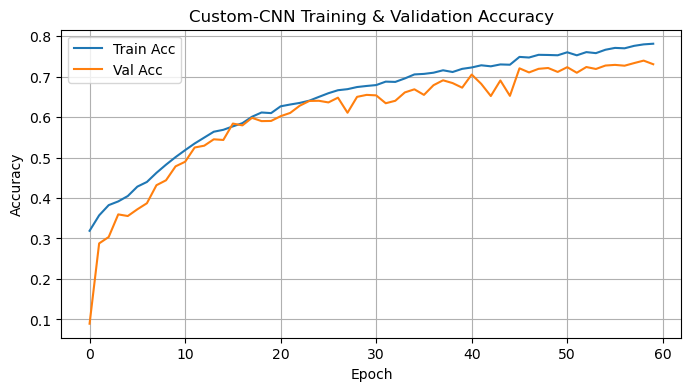 Custom-CNN Training & Validation Accuracy
Train Acc
Val Acc
Accuracy
0.8
0.7
0.6
0.5
0.4
0.3
0.2
0.1
0 10 20 30 40 50 60
Epoch